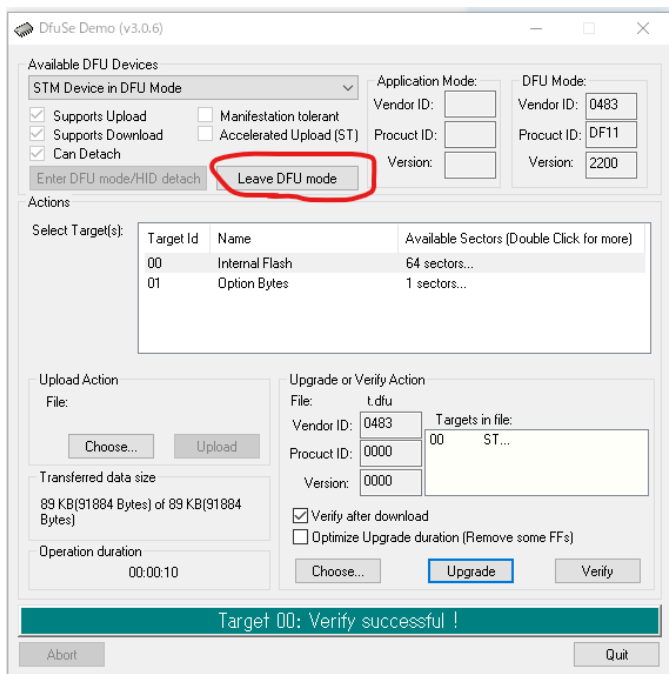 DfuSe Demo (v3.0.6)
Available DFU Devices
STM Device in DFU Mode
Supports Upload
Manifestation tolerant
Supports Download
Accelerated Upload (ST)
Can Detach
Enter DFU mode/HID detach
Leave DFU mode
Application Mode:
Vendor ID:
Procuct ID:
Version:
DFU Mode:
Vendor ID: 0483
Procuct ID: DF11
Version: 2200
Actions
Select Target(s):
Target Id Name Available Sectors (Double Click for more)
00 Internal Flash 64 sectors...
01 Option Bytes 1 sectors...
Upload Action
File:
Choose... Upload
Transferred data size
89 KB(91884 Bytes) of 89 KB(91884
Bytes)
Operation duration
00:00:10
Upgrade or Verify Action
File: t.dfu
Vendor ID: 0483
Procuct ID: 0000
Version: 0000
Targets in file:
00 ST...
Verify after download
Optimize Upgrade duration (Remove some FFs)
Choose... Upgrade Verify
Target 00: Verify successful !
Abort Quit